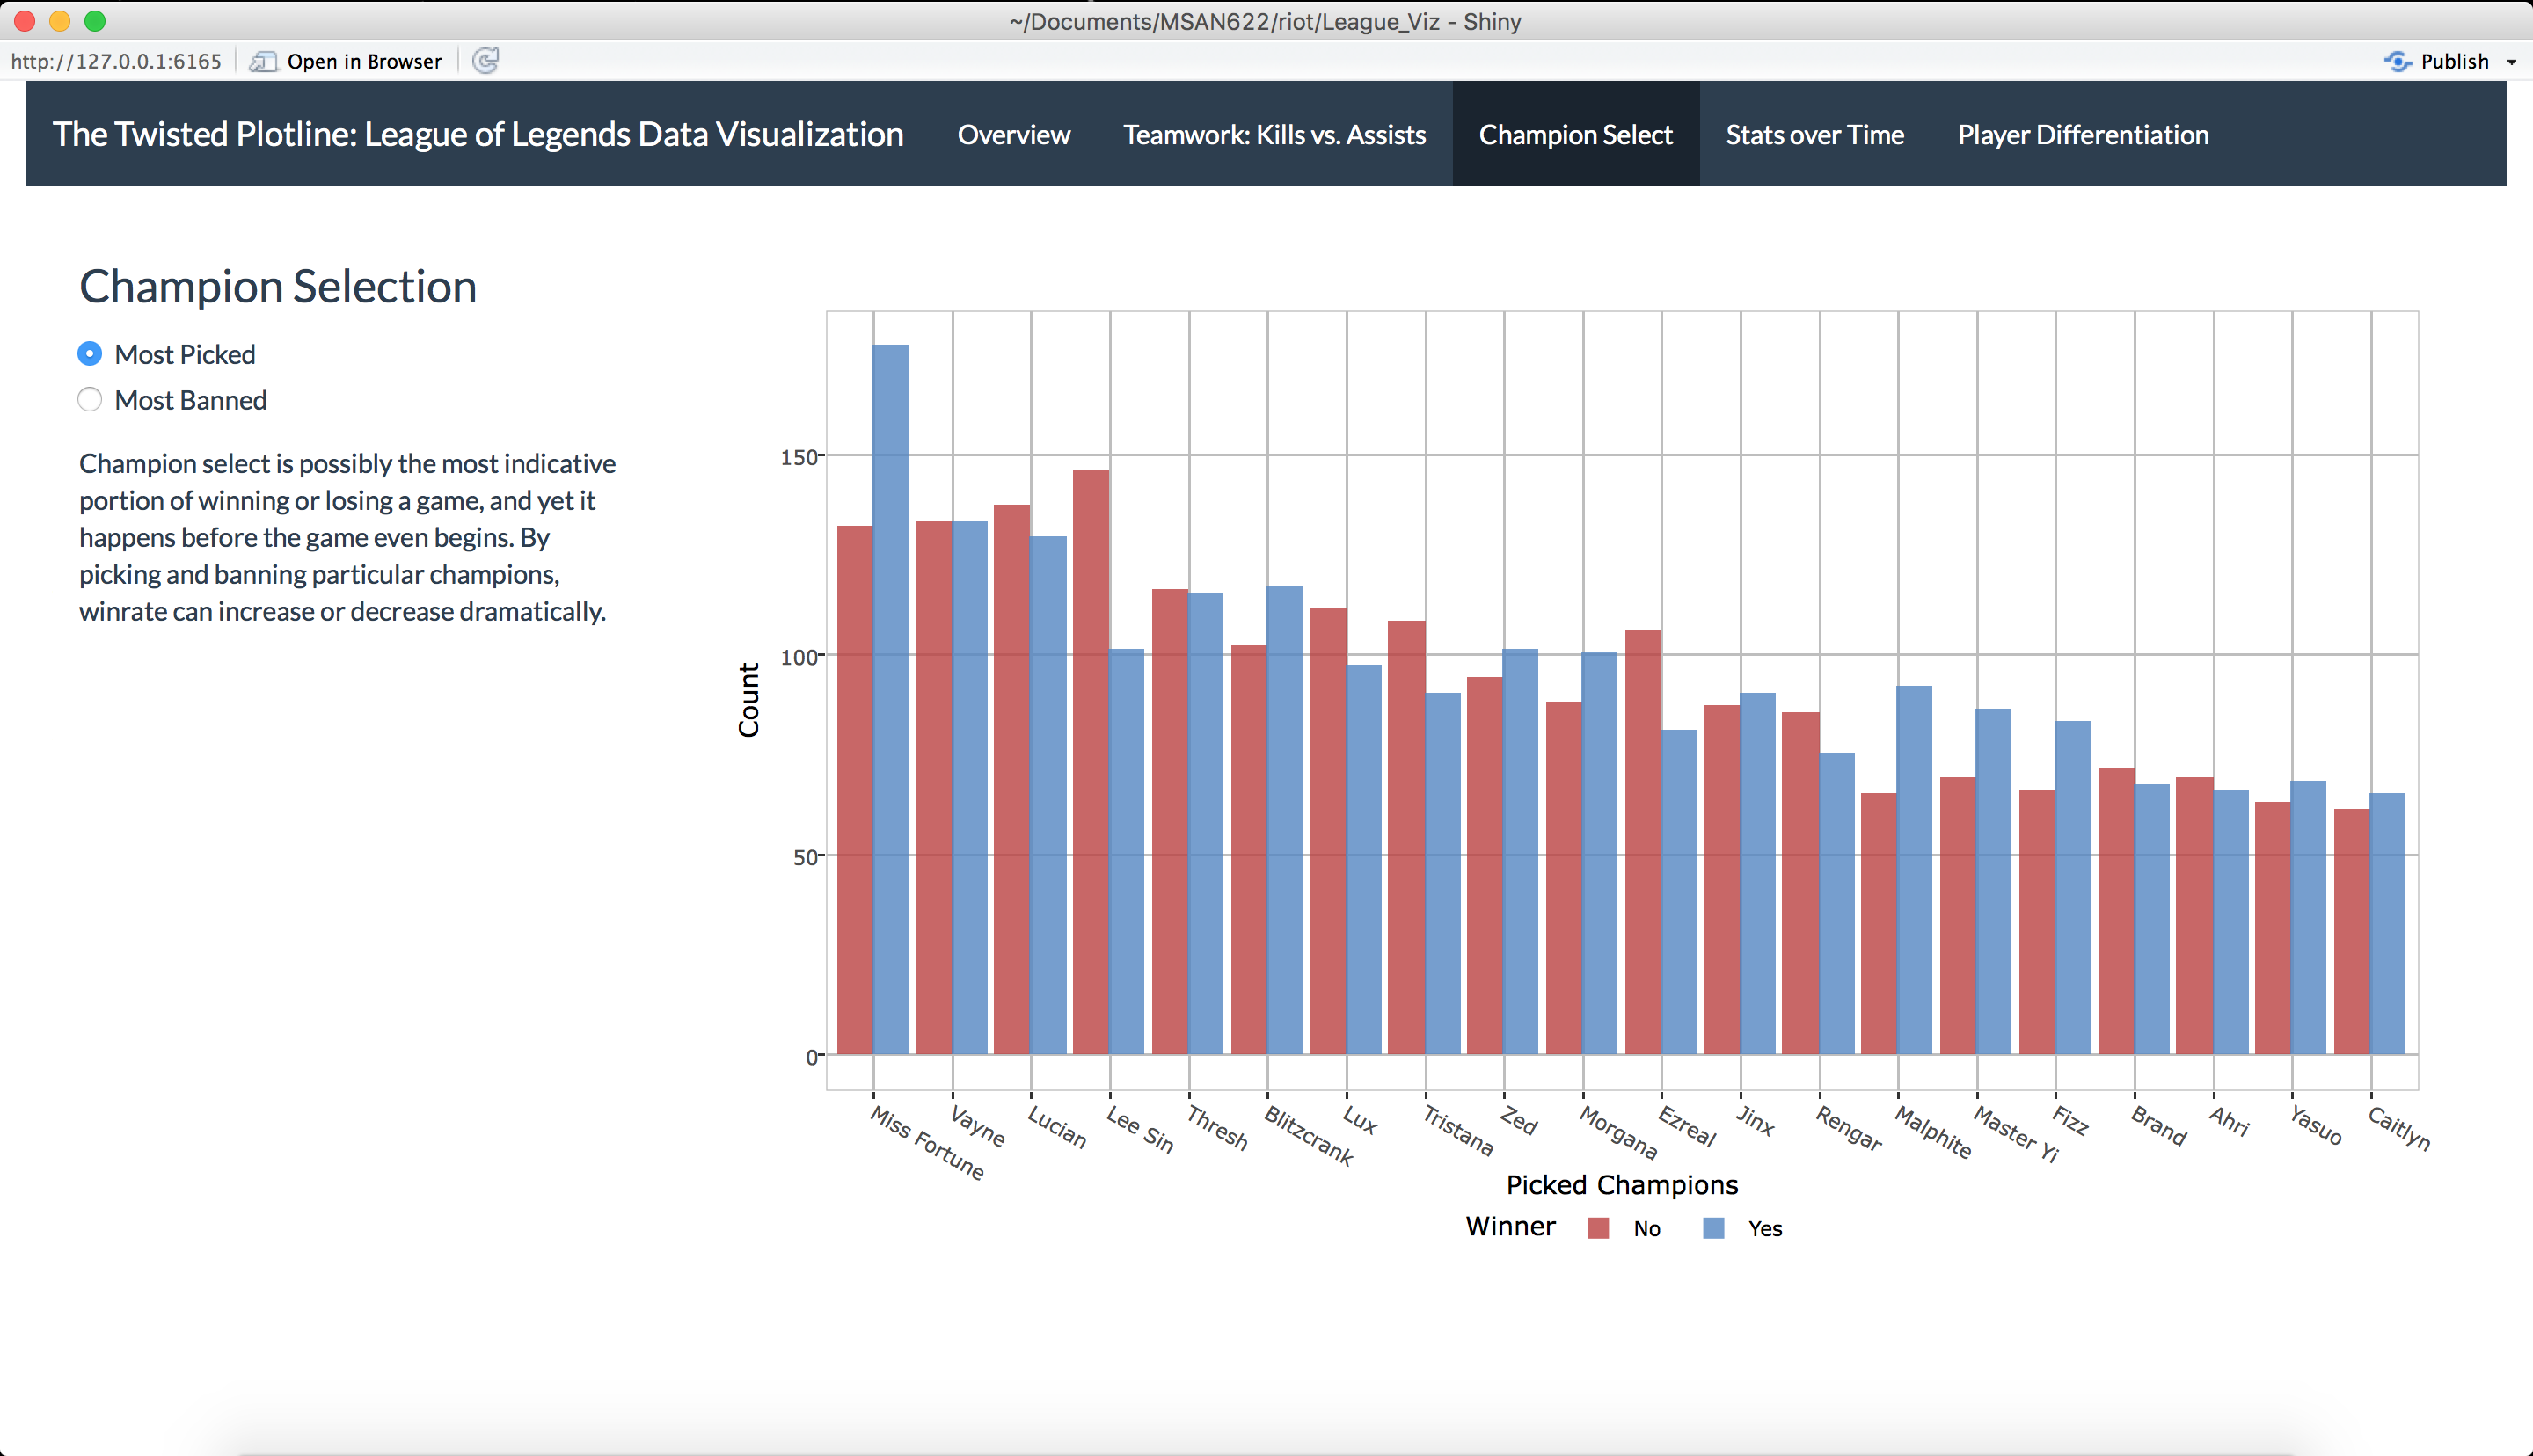 ~/Documents/MSAN622/riot/League_Viz - Shiny
http://127.0.0.1:6165 Open in Browser Publish
The Twisted Plotline: League of Legends Data Visualization Overview Teamwork: Kills vs. Assists Champion Select Stats over Time Player Differentiation
Champion Selection
Most Picked
Most Banned
Champion select is possibly the most indicative
portion of winning or losing a game, and yet it
happens before the game even begins. By
picking and banning particular champions,
winrate can increase or decrease dramatically.
Count
150
100
50
0
Miss Fortune
Vayne
Lucian
Lee Sin
Thresh
Blitzcrank
Lux
Tristana
Zed
Morgana
Ezreal
Jinx
Rengar
Malphite
Master Yi
Fizz
Brand
Ahri
Yasuo
Caitlyn
Picked Champions
Winner No Yes